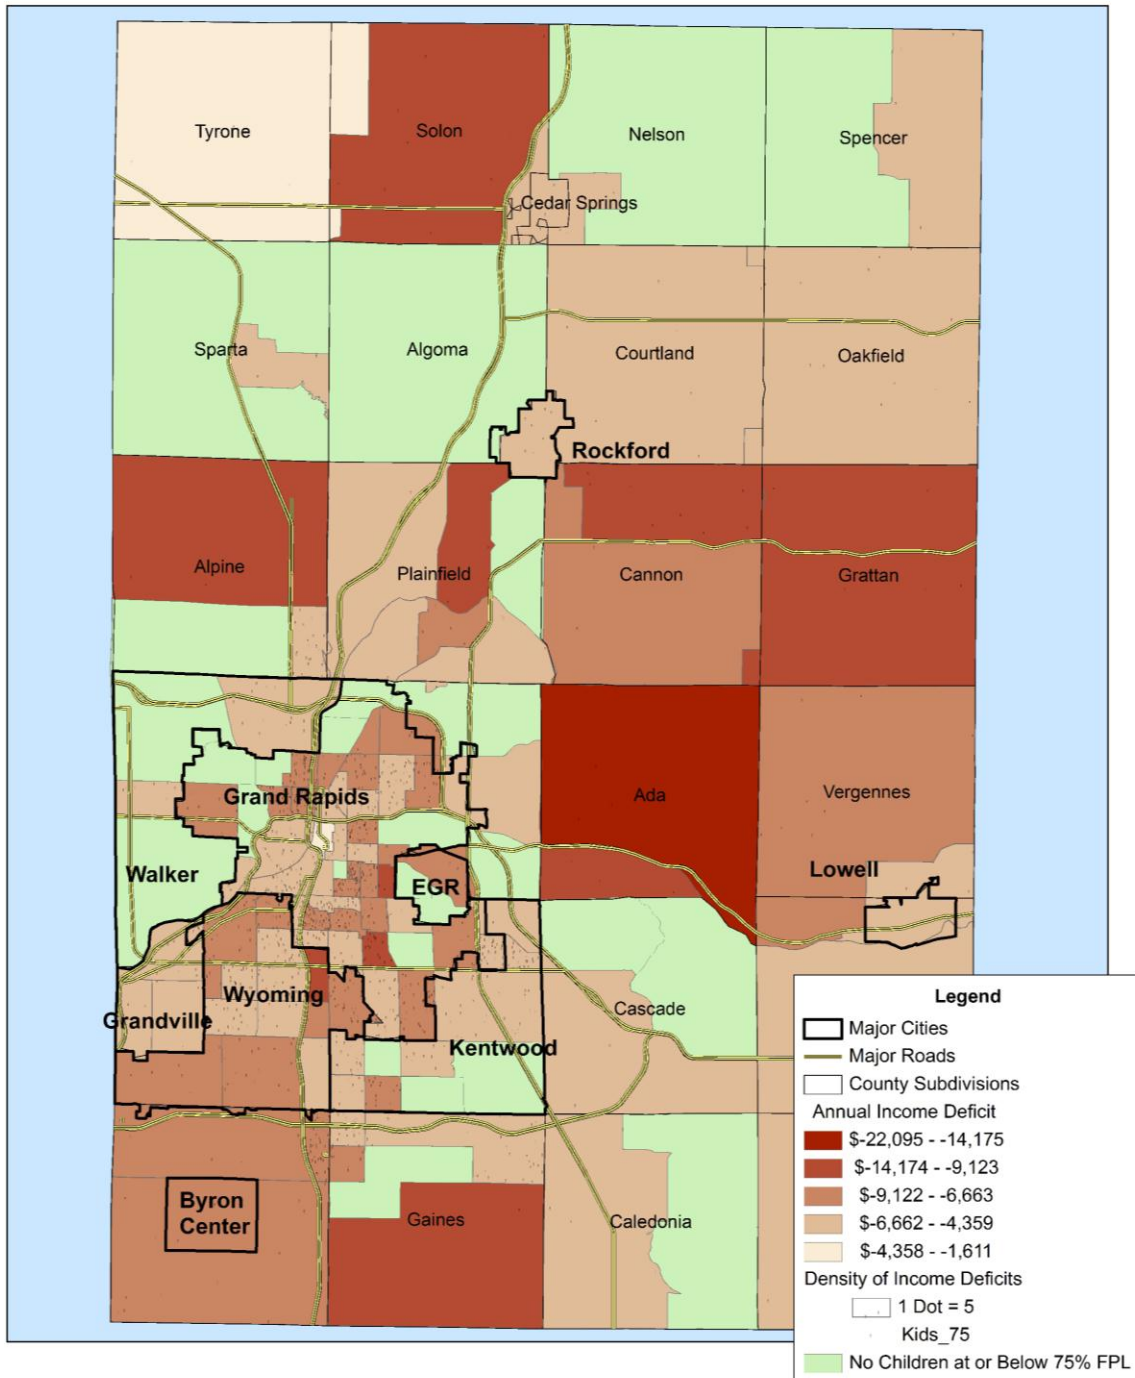 Tyrone
Solon
Nelson
Spencer
Cedar Springs
Sparta
Algoma
Courtland
Oakfield
Rockford
Alpine
Plainfield
Cannon
Grattan
Grand Rapids
Ada
Vergennes
Walker
EGR
Lowell
Wyoming
Grandville
Kentwood
Cascade
Byron
Center
Gaines
Caledonia
Legend
Major Cities
Major Roads
County Subdivisions
Annual Income Deficit
$-22,095 - -14,175
$-14,174 - -9,123
$-9,122 - -6,663
$-6,662 - -4,359
$-4,358 - -1,611
Density of Income Deficits
1 Dot = 5
Kids_75
No Children at or Below 75% FPL